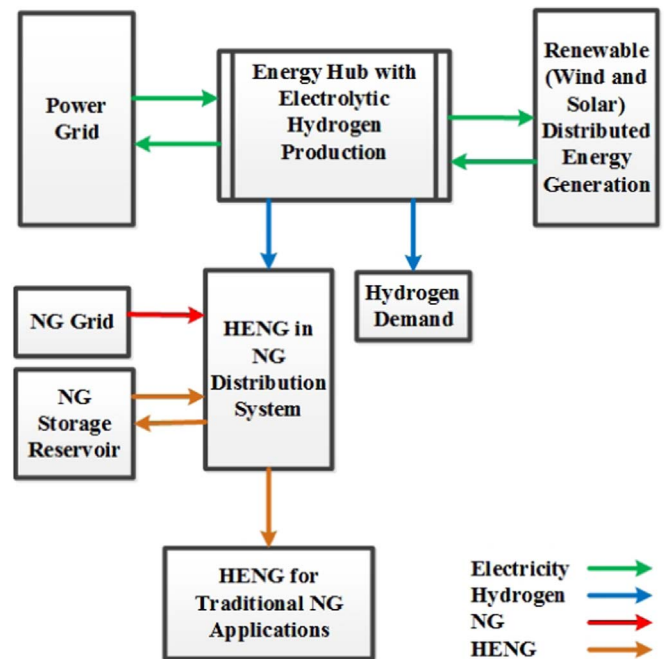 Power
Grid
Energy Hub with
Electrolytic
Hydrogen
Production
Renewable
(Wind and
Solar)
Distributed
Energy
Generation
NG Grid
NG
Storage
Reservoir
HENG in
NG
Distribution
System
Hydrogen
Demand
HENG for
Traditional NG
Applications
Electricity
Hydrogen
NG
HENG